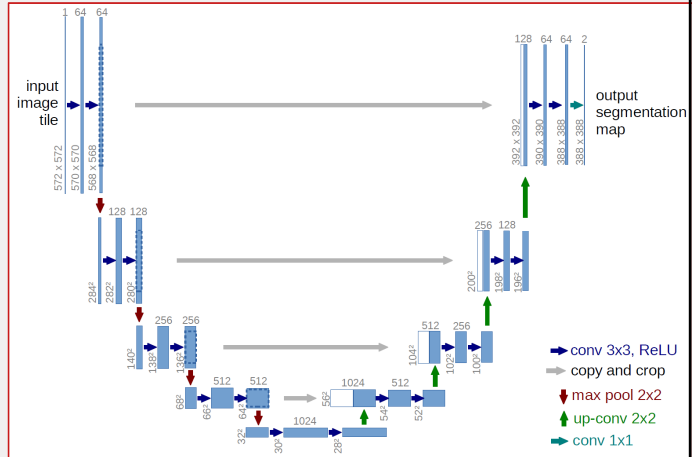 1
64
64
128
64
64
2
input
image
tile
output
segmentation
map
572 x 572
570 x 570
568 x 568
392 x 392
390 x 390
388 x 388
388 x 388
128
128
256
128
284²
282²
280²
200²
198²
196²
256
256
512
256
140²
138²
136²
104²
102²
100²
512
512
1024
512
68²
66²
64²
56²
54²
52²
1024
32²
30²
28²
conv 3x3, ReLU
copy and crop
max pool 2x2
up-conv 2x2
conv 1x1